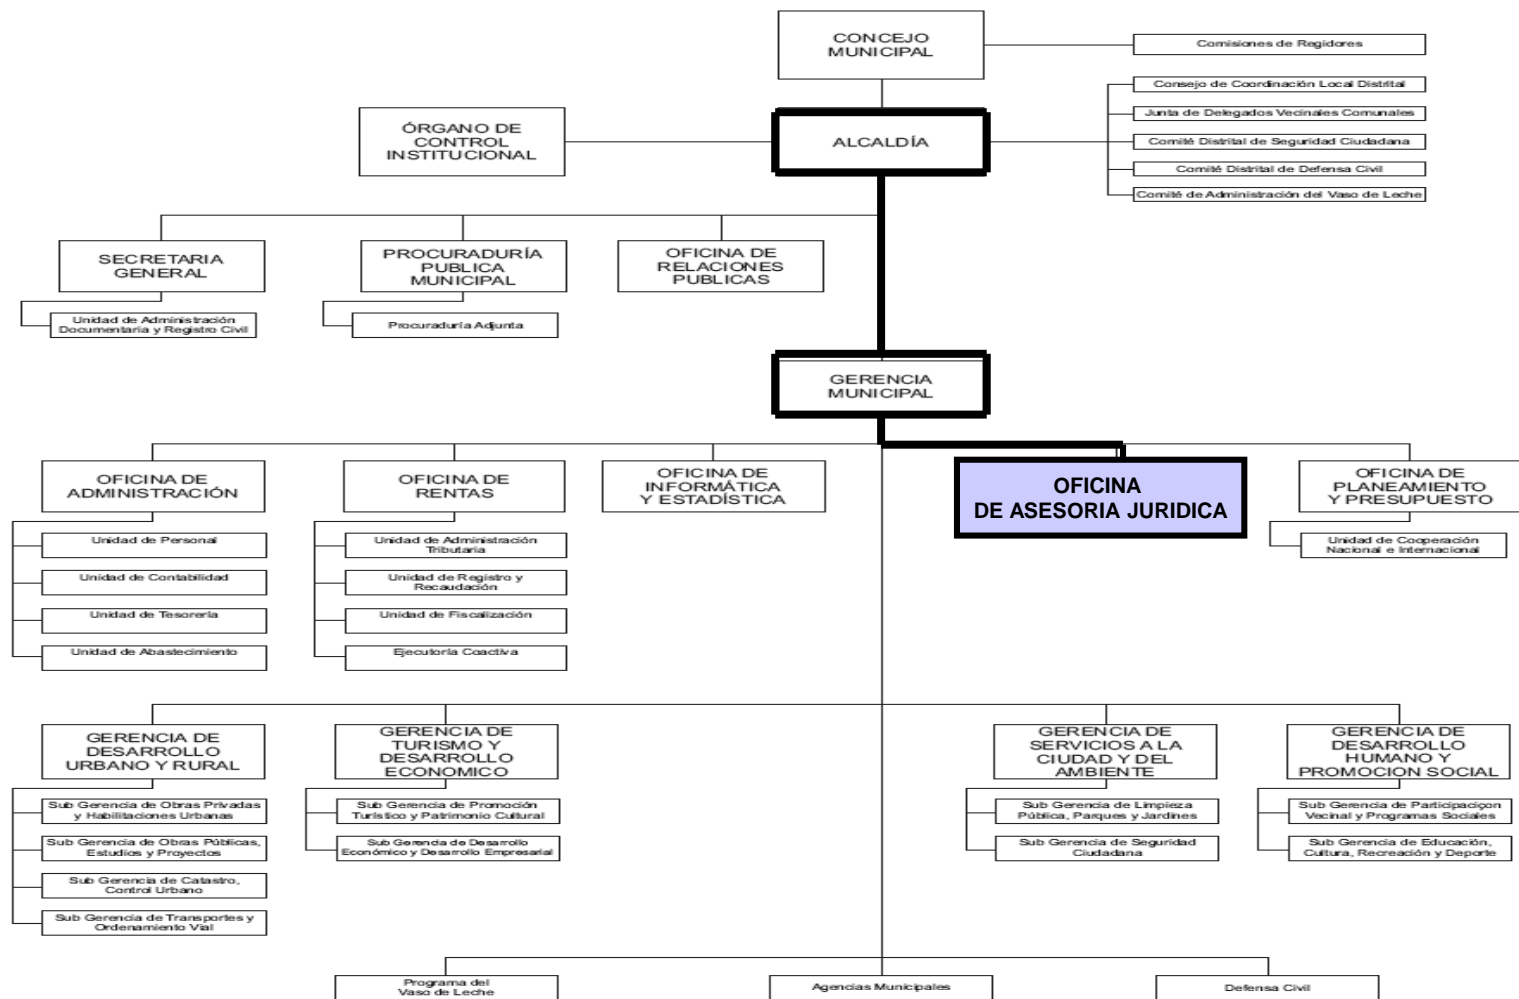 CONCEJO
MUNICIPAL
Comisiones de Regidores
Consejo de Coordinación Local Distrital
Junta de Delegados Vecinales Comunales
Comité Distrital de Seguridad Ciudadana
Comité Distrital de Defensa Civil
Comité de Administración del Vaso de Leche
ÓRGANO DE
CONTROL
INSTITUCIONAL
ALCALDÍA
SECRETARIA
GENERAL
Unidad de Administración
Documentaria y Registro Civil
PROCURADURÍA
PUBLICA
MUNICIPAL
Procuraduría Adjunta
OFICINA DE
RELACIONES
PUBLICAS
GERENCIA
MUNICIPAL
OFICINA DE
ADMINISTRACIÓN
Unidad de Personal
Unidad de Contabilidad
Unidad de Tesorería
Unidad de Abastecimiento
OFICINA DE
RENTAS
Unidad de Administración
Tributaria
Unidad de Registro y
Recaudación
Unidad de Fiscalización
Ejecutoría Coactiva
OFICINA DE
INFORMÁTICA
Y ESTADÍSTICA
OFICINA
DE ASESORIA JURIDICA
OFICINA DE
PLANEAMIENTO
Y PRESUPUESTO
Unidad de Cooperación
Nacional e Internacional
GERENCIA DE
DESARROLLO
URBANO Y RURAL
Sub Gerencia de Obras Privadas
y Habilitaciones Urbanas
Sub Gerencia de Obras Públicas,
Estudios y Proyectos
Sub Gerencia de Catastro,
Control Urbano
Sub Gerencia de Transportes y
Ordenamiento Vial
GERENCIA DE
TURISMO Y
DESARROLLO
ECONOMICO
Sub Gerencia de Promoción
Turístico y Patrimonio Cultural
Sub Gerencia de Desarrollo
Económico y Desarrollo Empresarial
GERENCIA DE
SERVICIOS A LA
CIUDAD Y DEL
AMBIENTE
Sub Gerencia de Limpieza
Pública, Parques y Jardines
Sub Gerencia de Seguridad
Ciudadana
GERENCIA DE
DESARROLLO
HUMANO Y
PROMOCION SOCIAL
Sub Gerencia de Participaçon
Vecinal y Programas Sociales
Sub Gerencia de Educación,
Cultura, Recreación y Deporte
Programa del
Vaso de Leche
Agencias Municipales
Defensa Civil